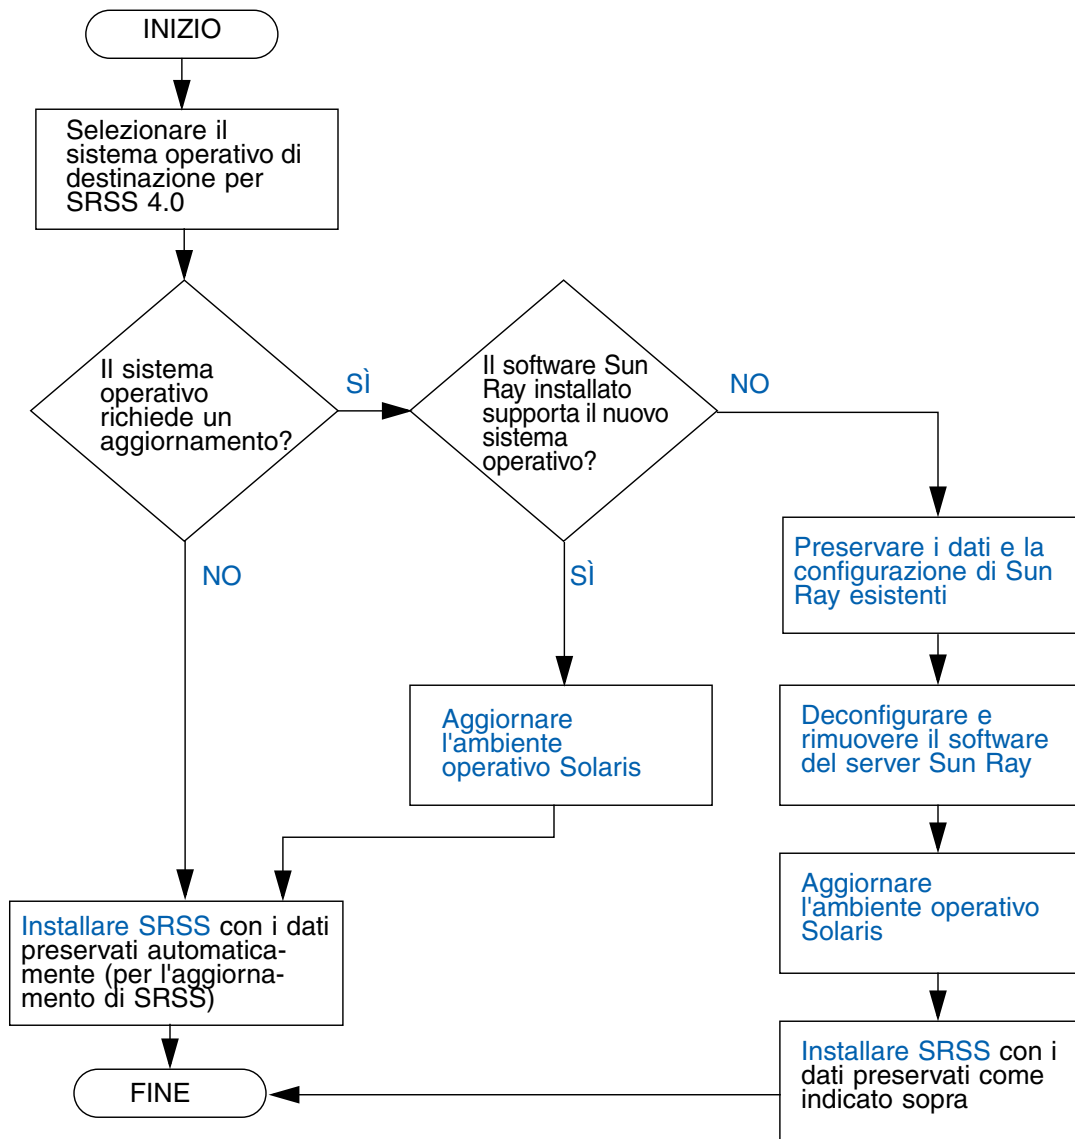 INIZIO
Selezionare il
sistema operativo di
destinazione per
SRSS 4.0
Il sistema
operativo
richiede un
aggiornamento?
SÌ
Il software Sun
Ray installato
supporta il nuovo
sistema
operativo?
NO
NO
SÌ
Preservare i dati e la
configurazione di Sun
Ray esistenti
Aggiornare
l'ambiente
operativo Solaris
Deconfigurare e
rimuovere il software
del server Sun Ray
Aggiornare
l'ambiente operativo
Solaris
Installare SRSS con i dati
preservati automatica-
mente (per l'aggiorna-
mento di SRSS)
Installare SRSS con i
dati preservati come
indicato sopra
FINE